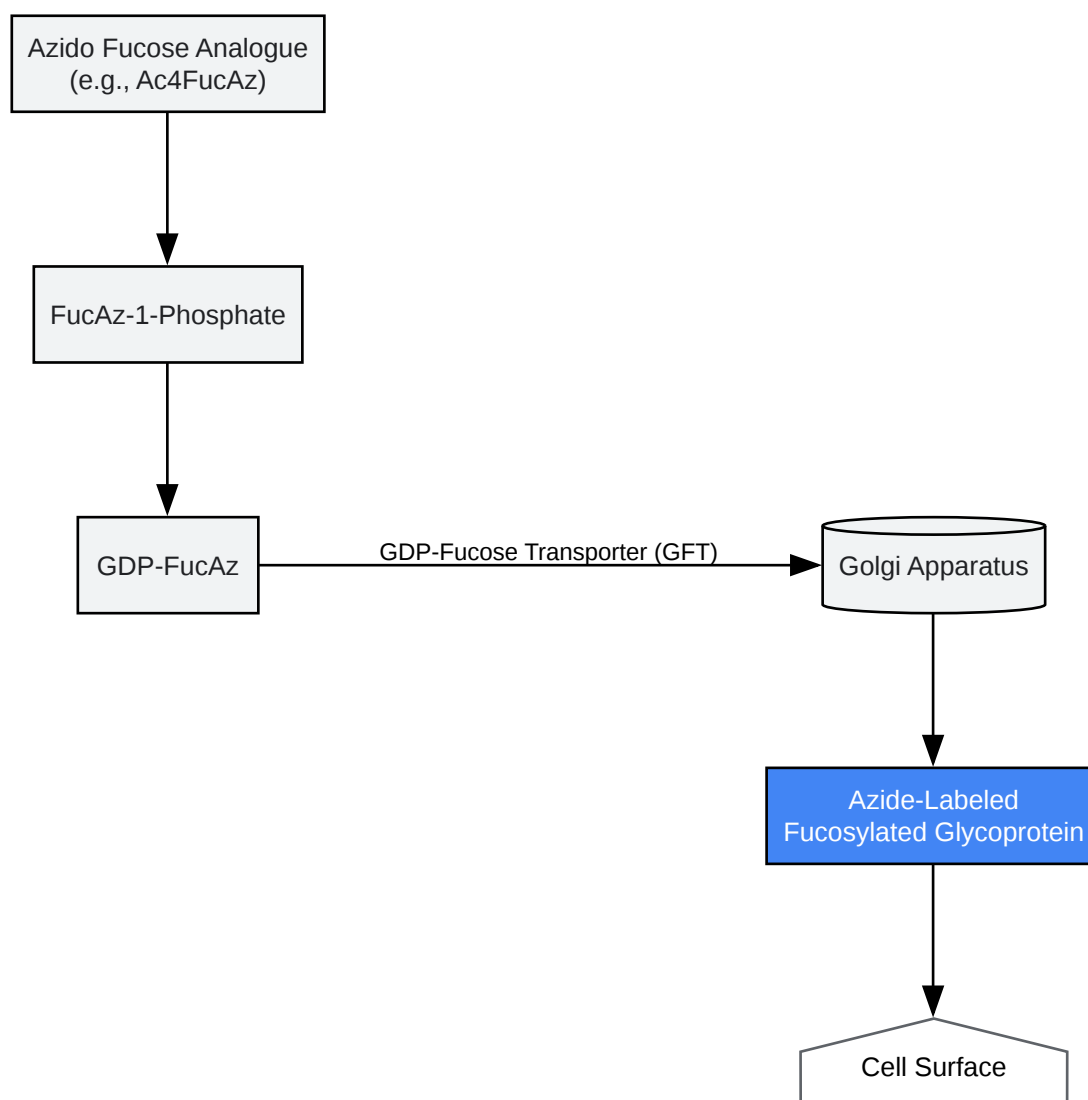 Azido Fucose Analogue
(e.g., Ac4FucAz)
FucAz-1-Phosphate
GDP-FucAz
GDP-Fucose Transporter (GFT)
Golgi Apparatus
Azide-Labeled
Fucosylated Glycoprotein
Cell Surface